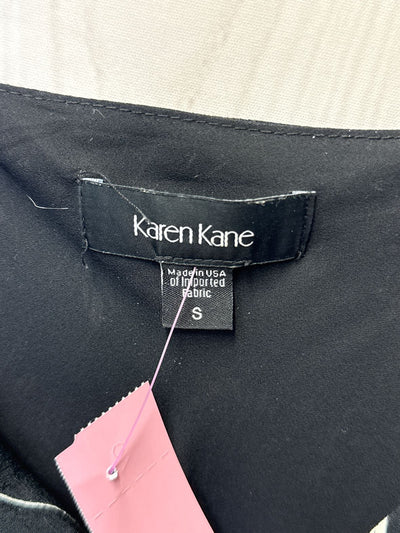 Karen Kane
Made in USA
of Imported
Fabric
S